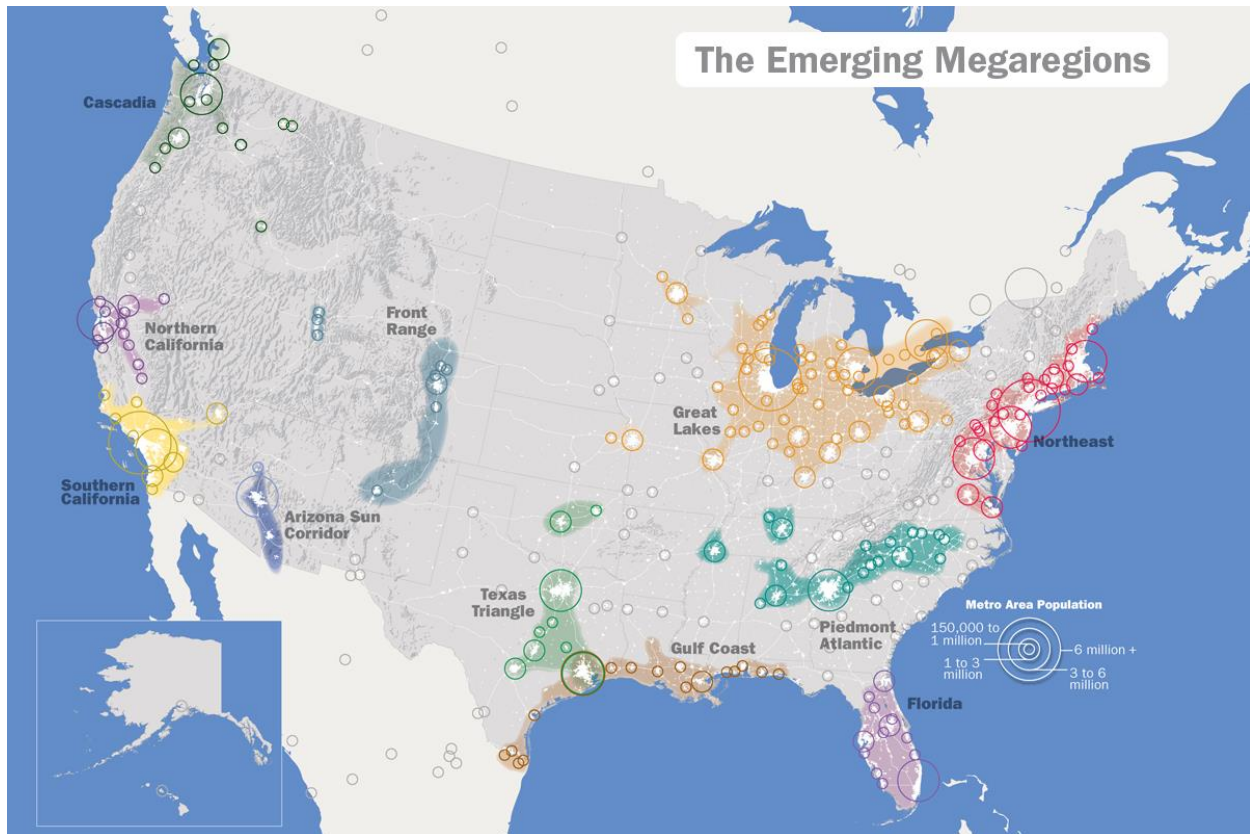 The Emerging Megaregions
Cascadia
Northern
California
Front
Range
Great
Lakes
Northeast
Southern
California
Arizona Sun
Corridor
Texas
Triangle
Gulf Coast
Piedmont
Atlantic
Florida
Metro Area Population
150,000 to
1 million
6 million +
1 to 3
million
3 to 6
million